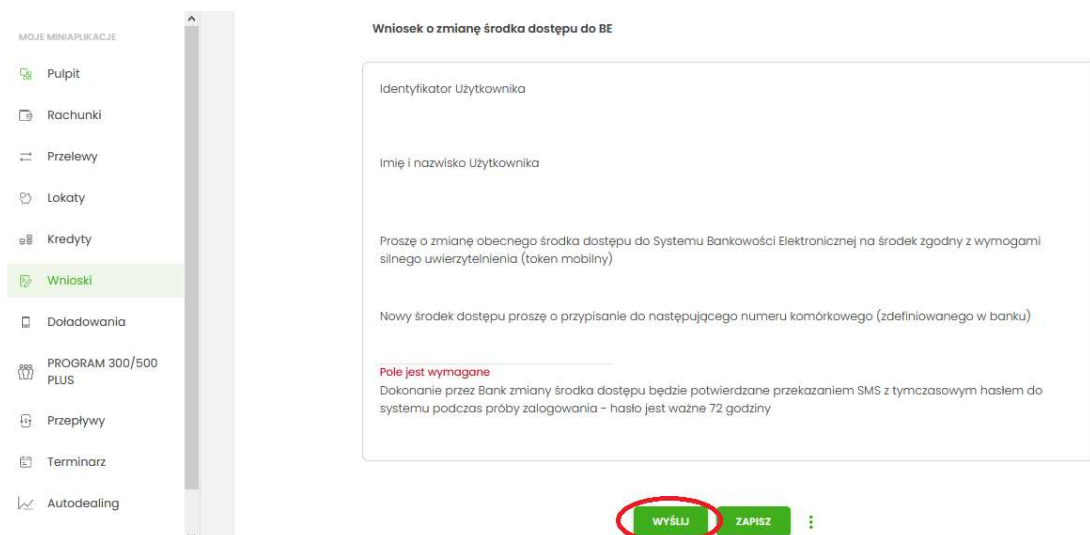 MOJE MINIAPLIKACJE
Pulpit
Rachunki
Przelewy
Lokaty
Kredyty
Wnioski
Doładowania
PROGRAM 300/500
PLUS
Przepływy
Terminarz
Autodealing
Wniosek o zmianę środka dostępu do BE
Identyfikator Użytkownika
Imię i nazwisko Użytkownika
Proszę o zmianę obecnego środka dostępu do Systemu Bankowości Elektronicznej na środek zgodny z wymogami
silnego uwierzytelnienia (token mobilny)
Nowy środek dostępu proszę o przypisanie do następującego numeru komórkowego (zdefiniowanego w banku)
Pole jest wymagane
Dokonanie przez Bank zmiany środka dostępu będzie potwierdzane przekazaniem SMS z tymczasowym hasłem do
systemu podczas próby zalogowania - hasło jest ważne 72 godziny
WYŚLIJ
ZAPISZ